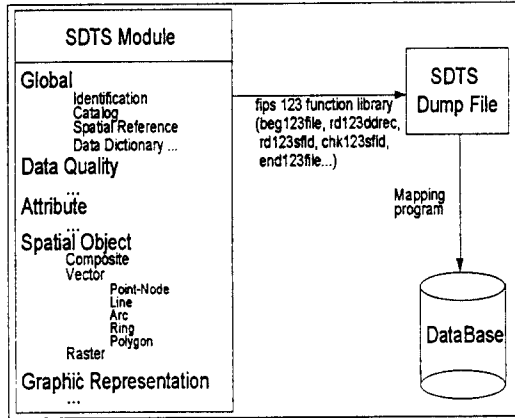 SDTS Module
Global
Identification
Catalog
Spatial Reference
Data Dictionary ...
Data Quality
...
Attribute
...
Spatial Object
Composite
Vector
Point-Node
Line
Arc
Ring
Polygon
Raster
...
Graphic Representation
...
fips 123 function library
(beg123file, rd123ddrec,
rd123sfld, chk123sfld,
end123file...)
SDTS
Dump File
Mapping
program
DataBase